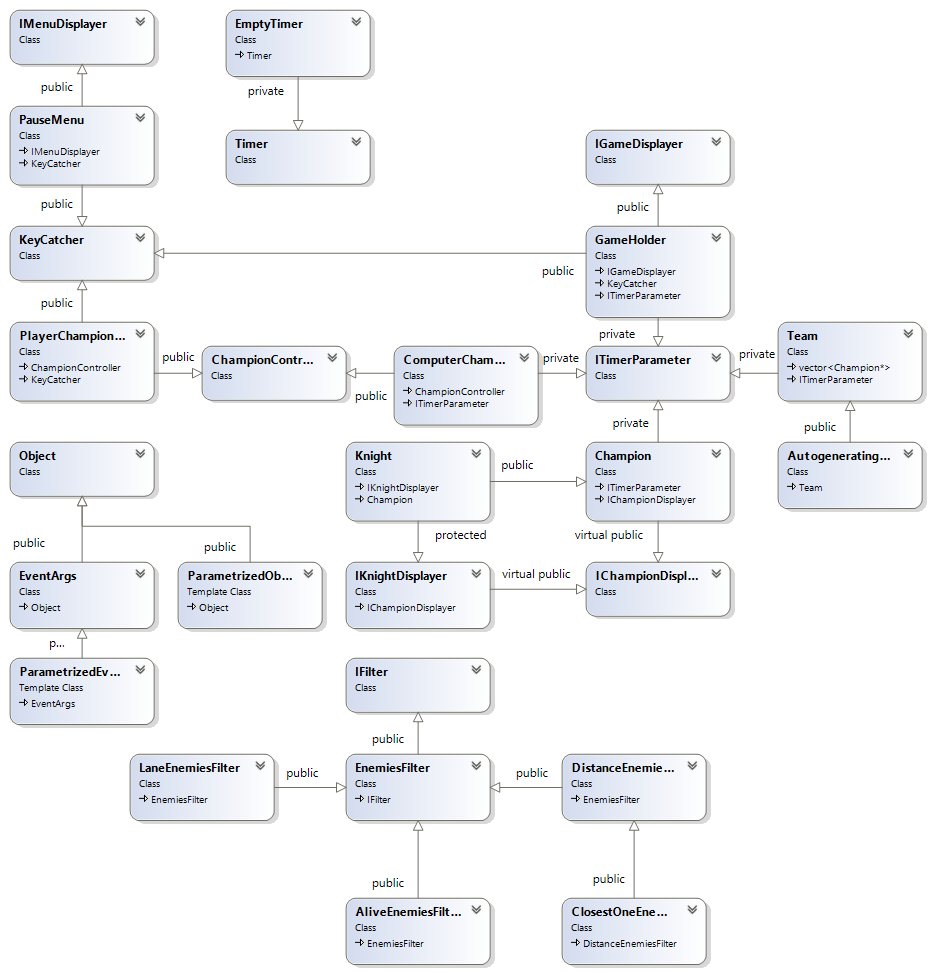 IMenuDisplayer
Class
EmptyTimer
Class
Timer
public
private
PauseMenu
Class
IMenuDisplayer
KeyCatcher
Timer
Class
IGameDisplayer
Class
public
public
KeyCatcher
Class
GameHolder
Class
IGameDisplayer
KeyCatcher
ITimerParameter
public
public
private
PlayerChampion...
Class
ChampionController
KeyCatcher
public
ChampionContr...
Class
public
ComputerCham...
Class
ChampionController
ITimerParameter
private
ITimerParameter
Class
private
Team
Class
vector<Champion*>
ITimerParameter
private
public
Object
Class
Knight
Class
IKnightDisplayer
Champion
public
Champion
Class
ITimerParameter
IChampionDisplayer
Autogenerating...
Class
Team
public
public
protected
virtual public
EventArgs
Class
Object
ParametrizedOb...
Template Class
Object
IKnightDisplayer
Class
IChampionDisplayer
virtual public
IChampionDispl...
Class
p...
ParametrizedEv...
Template Class
EventArgs
IFilter
Class
public
LaneEnemiesFilter
Class
EnemiesFilter
public
EnemiesFilter
Class
IFilter
public
DistanceEnemie...
Class
EnemiesFilter
public
public
AliveEnemiesFilt...
Class
EnemiesFilter
ClosestOneEne...
Class
DistanceEnemiesFilter